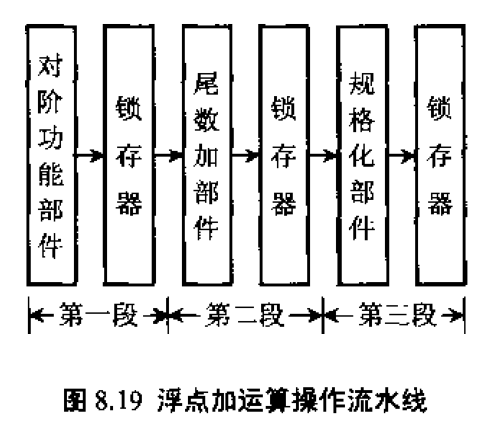 对阶功能部件
锁存器
尾数加部件
锁存器
规格化部件
锁存器
第一段
第二段
第三段
图 8.19 浮点加运算操作流水线